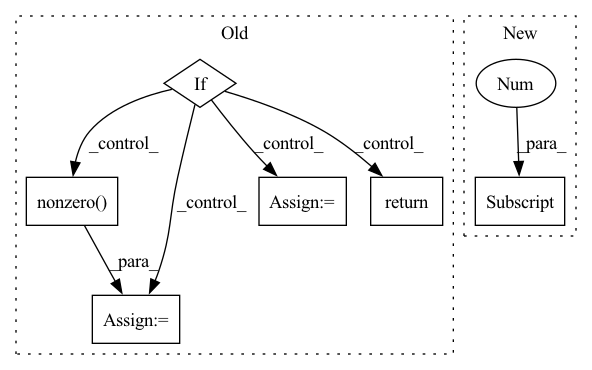 Old
New
If
Num
_control_
_control_
_control_
_control_
_para_
nonzero()
Assign:=
return
Subscript
_para_
Assign:=